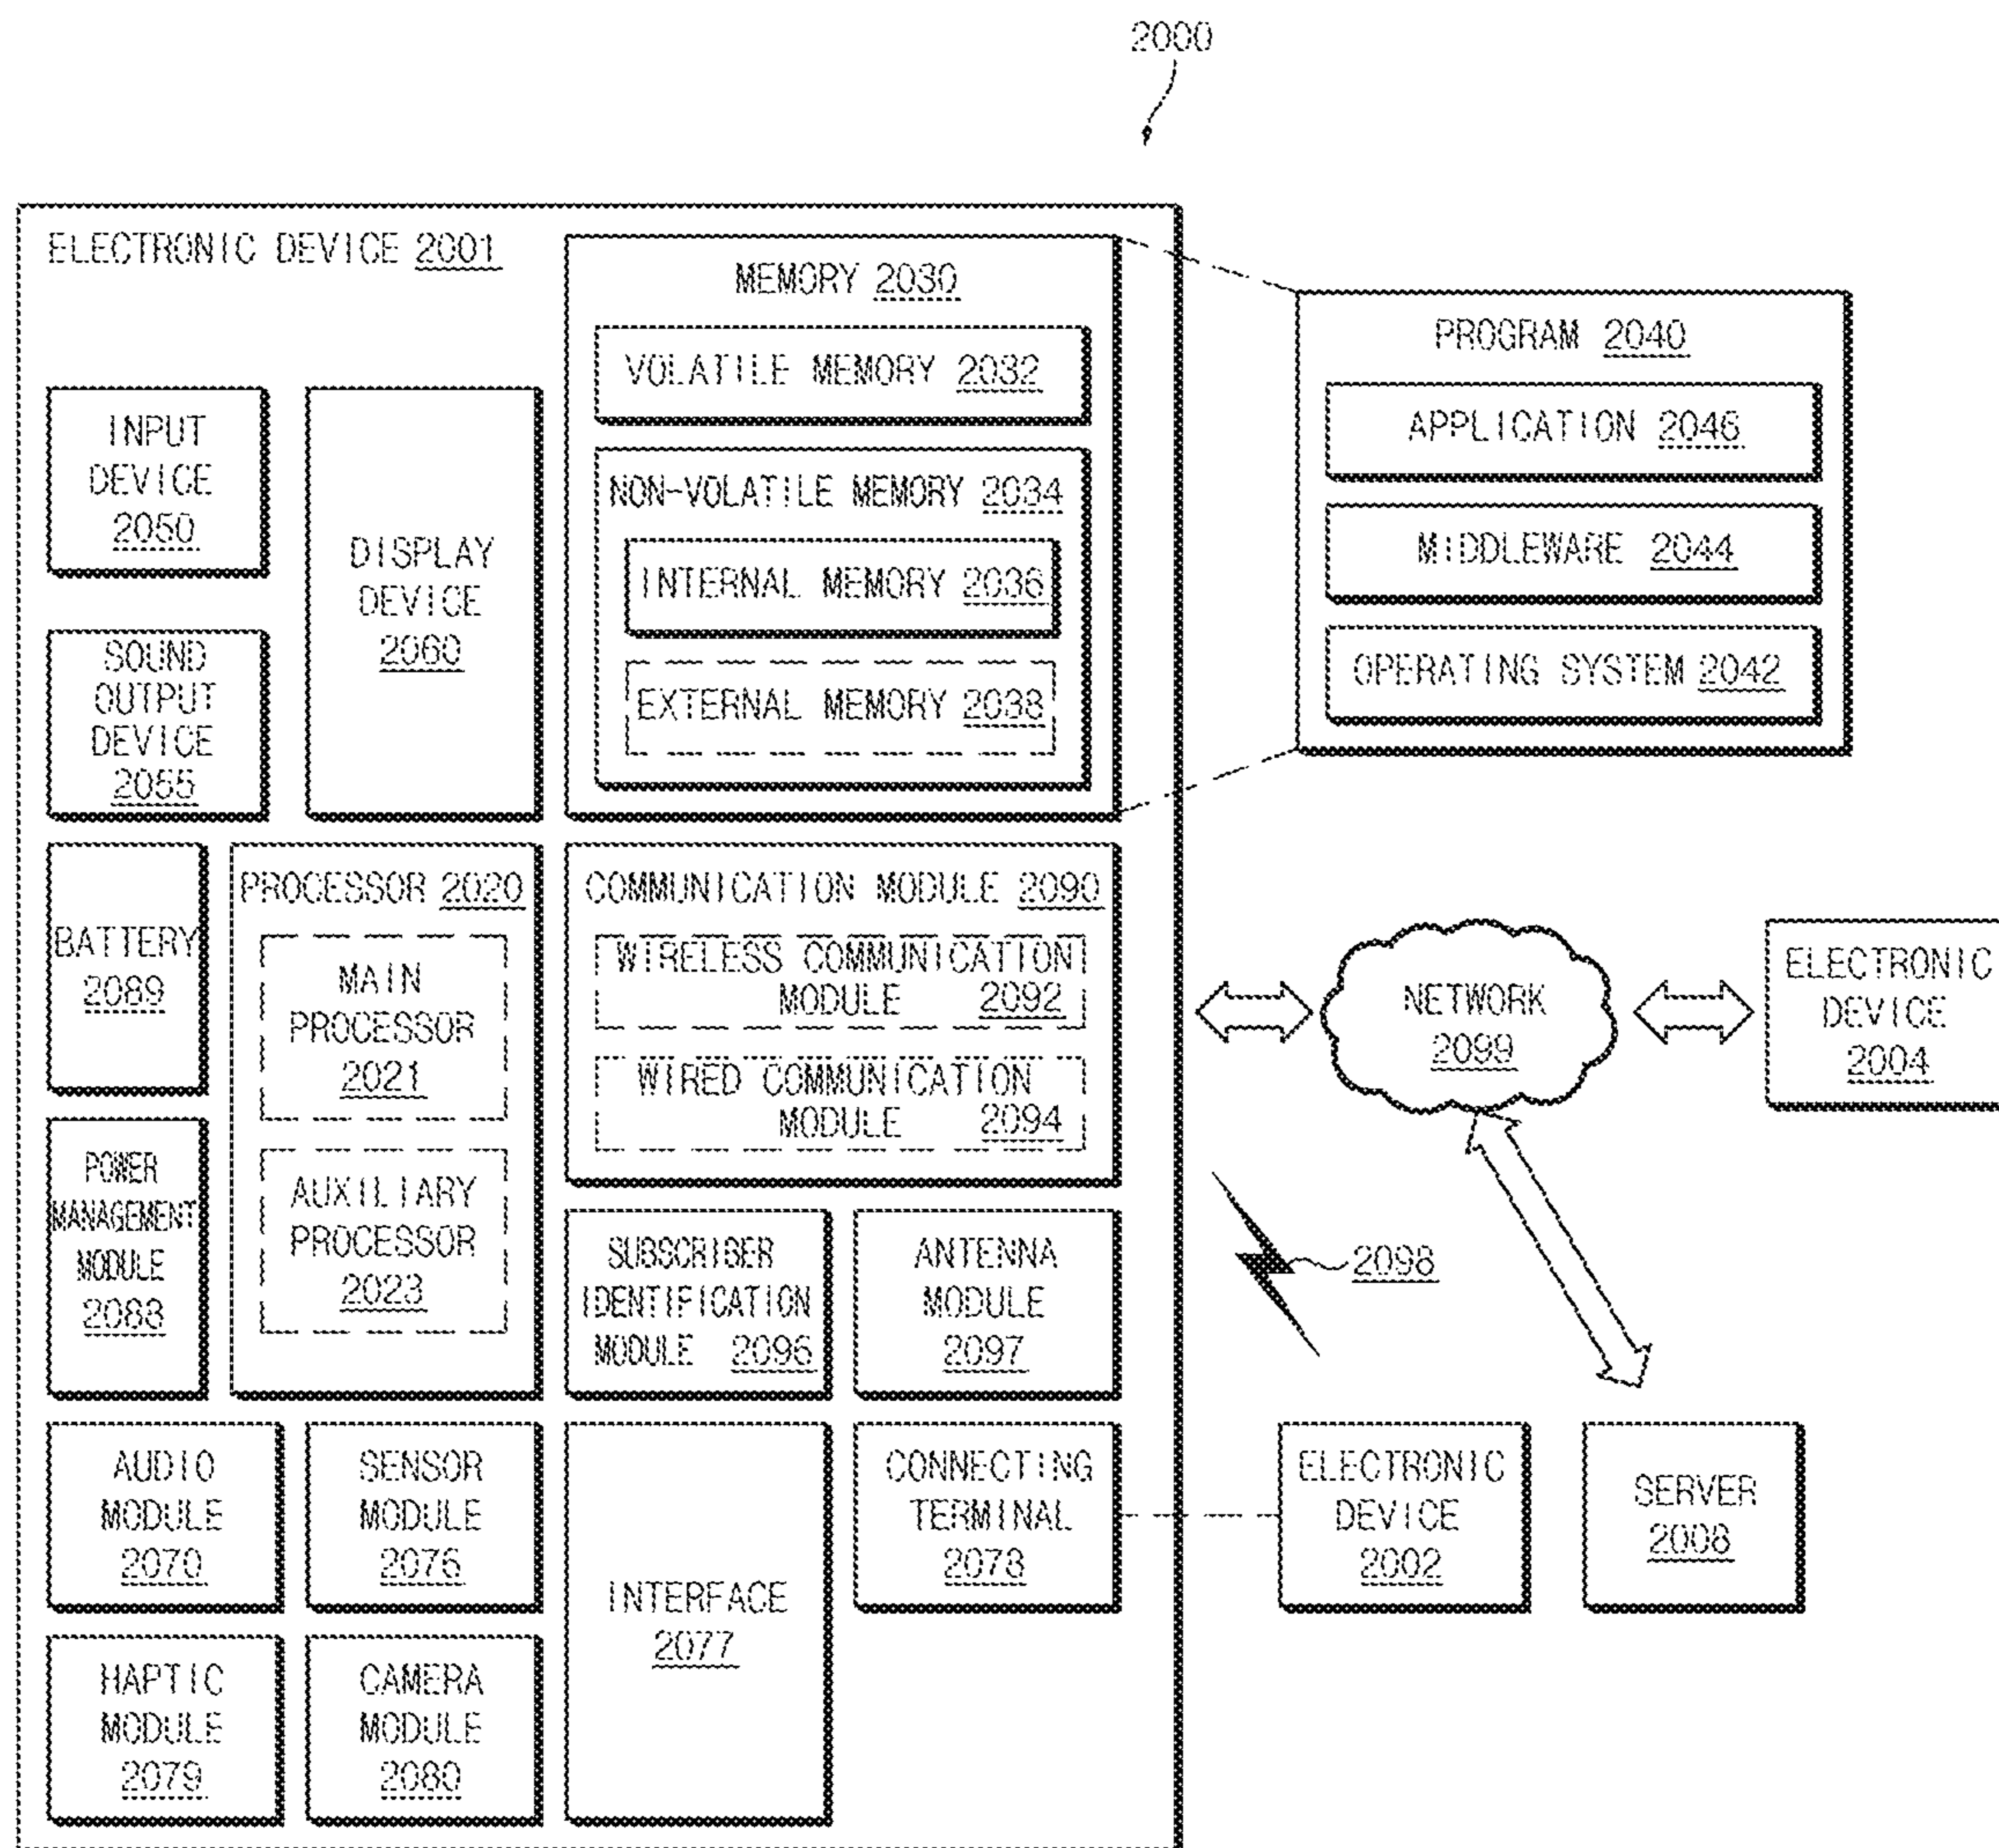 2000
ELECTRONIC DEVICE 2001
MEMORY 2030
VOLATILE MEMORY 2032
NON-VOLATILE MEMORY 2034
INTERNAL MEMORY 2036
EXTERNAL MEMORY 2038
PROGRAM 2040
APPLICATION 2046
MIDDLEWARE 2044
OPERATING SYSTEM 2042
INPUT
DEVICE
2050
SOUND
OUTPUT
DEVICE
2055
DISPLAY
DEVICE
2060
BATTERY
2089
POWER
MANAGEMENT
MODULE
2088
PROCESSOR 2020
MAIN
PROCESSOR
2021
AUXILIARY
PROCESSOR
2023
COMMUNICATION MODULE 2090
WIRELESS COMMUNICATION
MODULE 2092
WIRED COMMUNICATION
MODULE 2094
SUBSCRIBER
IDENTIFICATION
MODULE 2096
ANTENNA
MODULE
2097
NETWORK
2099
ELECTRONIC
DEVICE
2004
2098
AUDIO
MODULE
2070
SENSOR
MODULE
2076
INTERFACE
2077
CONNECTING
TERMINAL
2078
ELECTRONIC
DEVICE
2002
SERVER
2008
HAPTIC
MODULE
2079
CAMERA
MODULE
2080